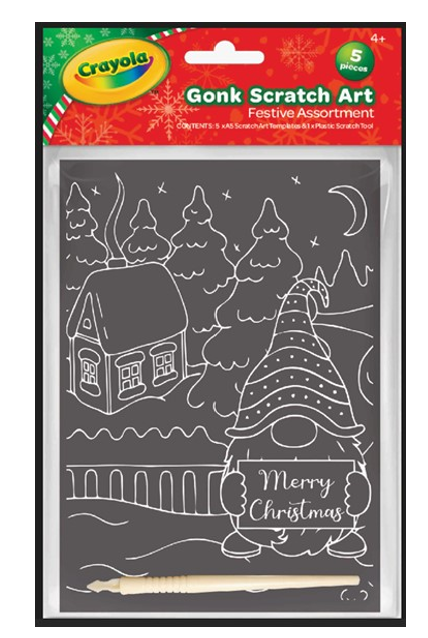 Crayola
4+
5
pieces
Gonk Scratch Art
Festive Assortment
CONTENTS: 5 x A5 Scratch Art Templates & 1 x Plastic Scratch Tool
Merry
Christmas